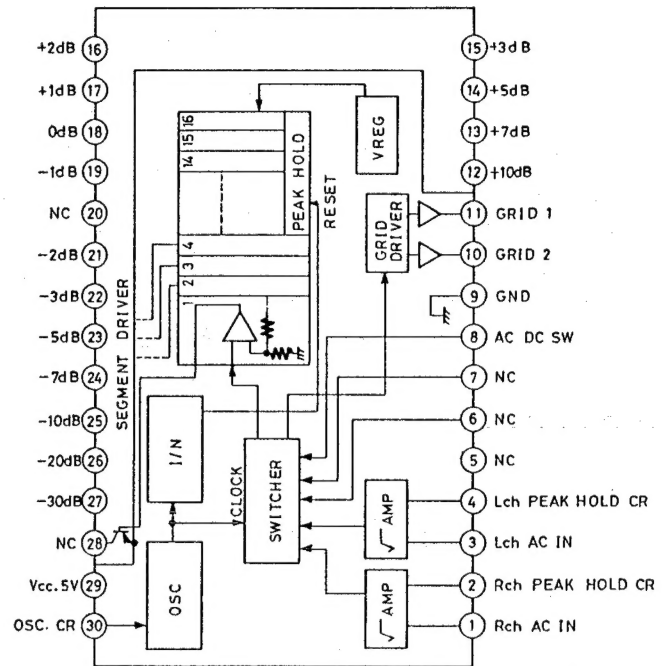 +2dB 16
+1dB 17
0dB 18
-1dB 19
NC 20
-2dB 21
-3dB 22
-5dB 23
-7dB 24
-10dB 25
-20dB 26
-30dB 27
NC 28
Vcc.5V 29
OSC. CR 30
SEGMENT DRIVER
16
15
14
4
3
2
1
PEAK HOLD
RESET
VREG
GRID DRIVER
I/N
CLOCK
OSC
SWITCHER
√AMP
√AMP
15 +3dB
14 +5dB
13 +7dB
12 +10dB
11 GRID 1
10 GRID 2
9 GND
8 AC DC SW
7 NC
6 NC
5 NC
4 Lch PEAK HOLD CR
3 Lch AC IN
2 Rch PEAK HOLD CR
1 Rch AC IN